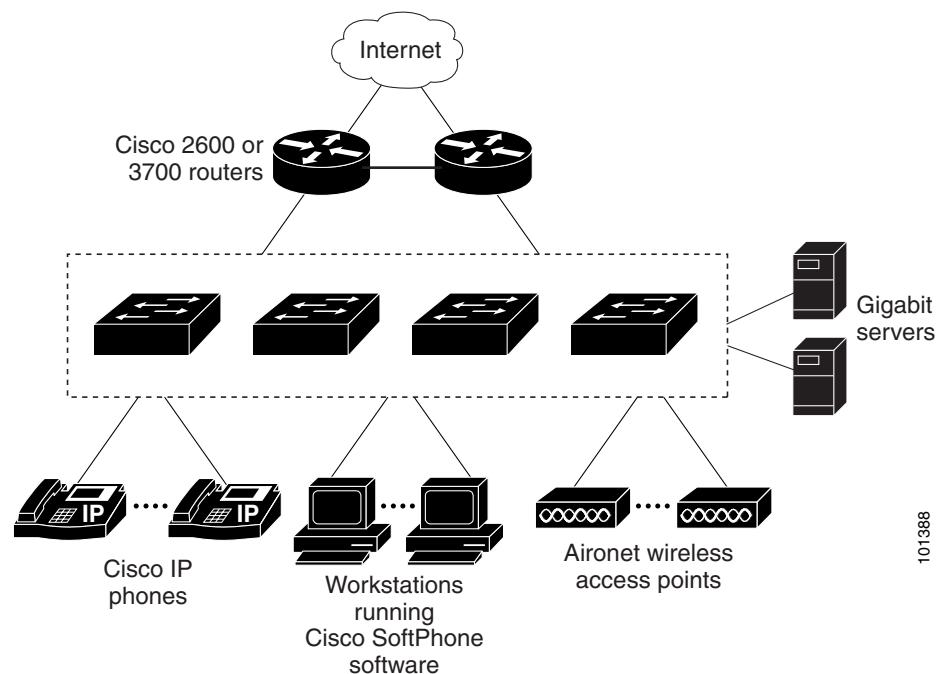 Internet
Cisco 2600 or
3700 routers
Gigabit
servers
IP
IP
Cisco IP
phones
Workstations
running
Cisco SoftPhone
software
Aironet wireless
access points
101388